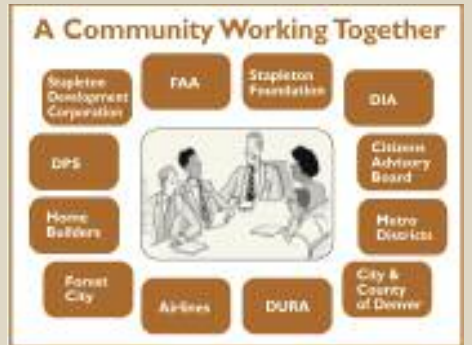 A Community Working Together
Stapleton
Development
Corporation
FAA
Stapleton
Foundation
DIA
DPS
Citizens
Advisory
Board
Home
Builders
Metro
Districts
Forest
City
Airlines
DURA
City &
County
of Denver